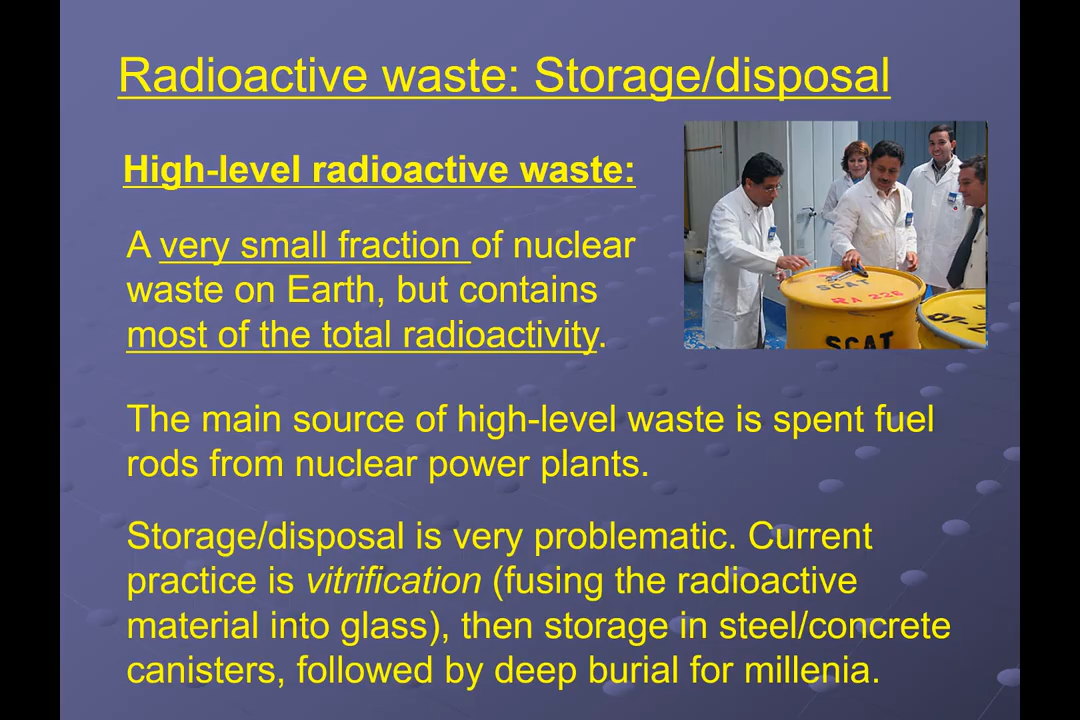 Radioactive waste: Storage/disposal
High-level radioactive waste:
A very small fraction of nuclear
waste on Earth, but contains
most of the total radioactivity.
SCAT
RA 226
SCAT
The main source of high-level waste is spent fuel
rods from nuclear power plants.
Storage/disposal is very problematic. Current
practice is vitrification (fusing the radioactive
material into glass), then storage in steel/concrete
canisters, followed by deep burial for millenia.